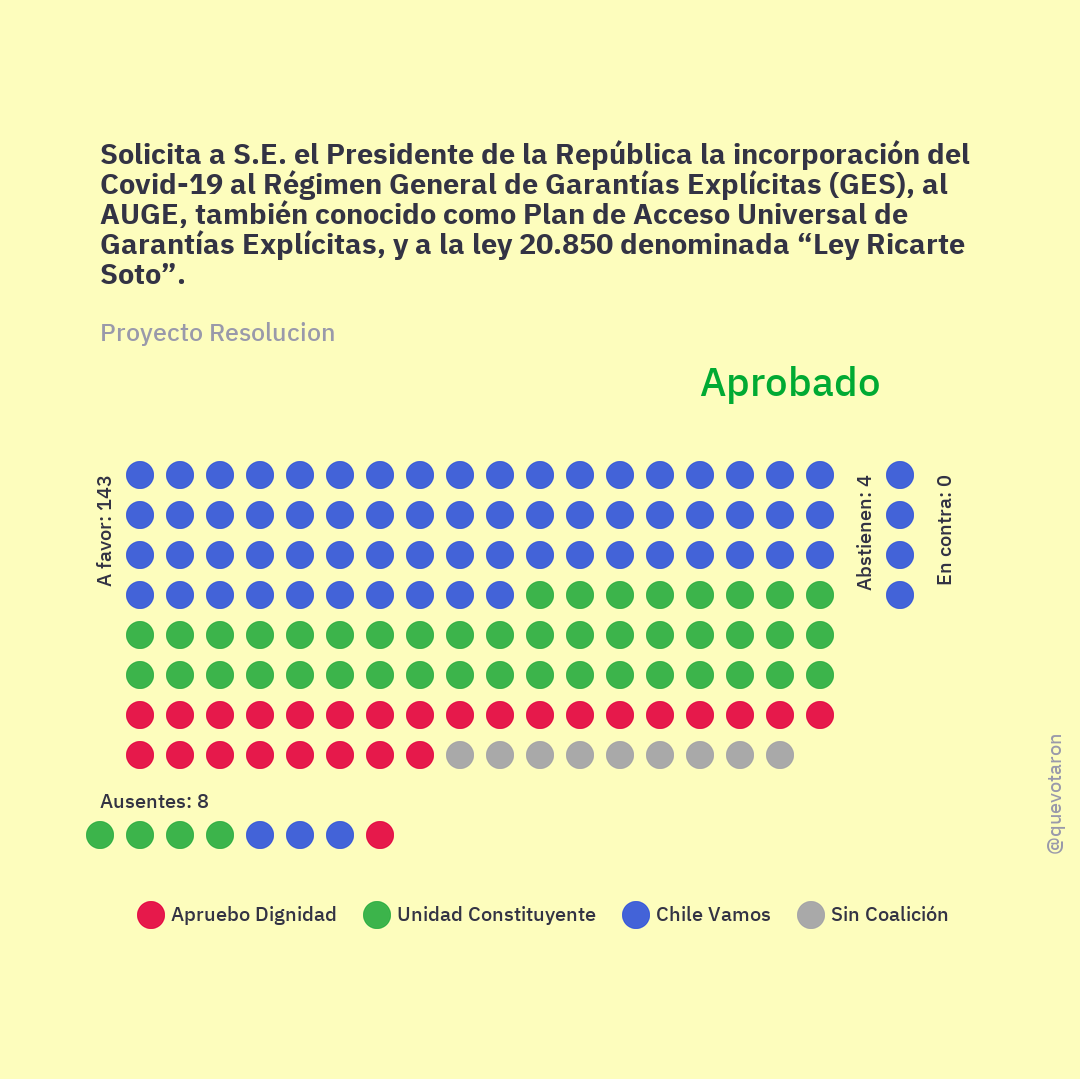 Solicita a S.E. el Presidente de la República la incorporación del
Covid-19 al Régimen General de Garantías Explícitas (GES), al
AUGE, también conocido como Plan de Acceso Universal de
Garantías Explícitas, y a la ley 20.850 denominada “Ley Ricarte
Soto”.
Proyecto Resolucion
Aprobado
A favor: 143
Abstienen: 4
En contra: 0
Ausentes: 8
@quevotaron
Apruebo Dignidad
Unidad Constituyente
Chile Vamos
Sin Coalición